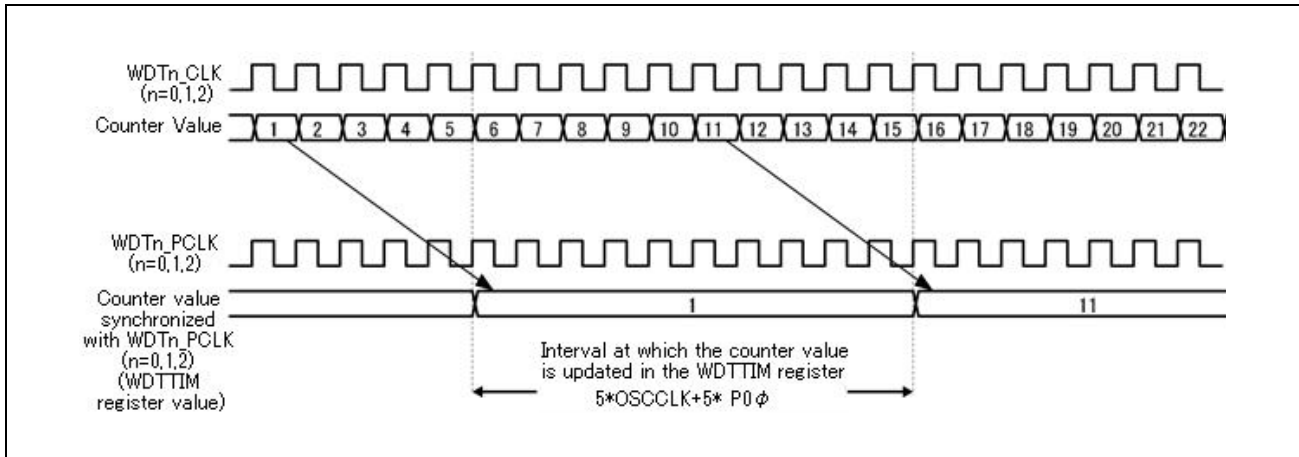 WDTn_CLK
(n=0,1,2)
Counter Value
1 2 3 4 5 6 7 8 9 10 11 12 13 14 15 16 17 18 19 20 21 22
WDTn_PCLK
(n=0,1,2)
Counter value
synchronized
with WDTn_PCLK
(n=0,1,2)
(WDTTIM
register value)
1
11
Interval at which the counter value
is updated in the WDTTIM register
5*OSCCLK+5* P0ϕ